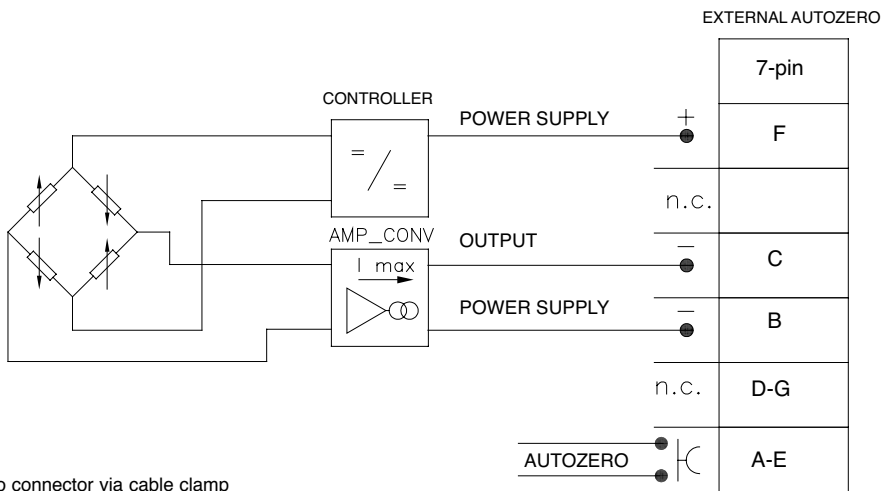 EXTERNAL AUTOZERO
7-pin
CONTROLLER
POWER SUPPLY
+
F
=
=
n.c.
AMP_CONV
OUTPUT
–
C
I max
POWER SUPPLY
–
B
n.c.
D-G
AUTOZERO
A-E
o connector via cable clamp